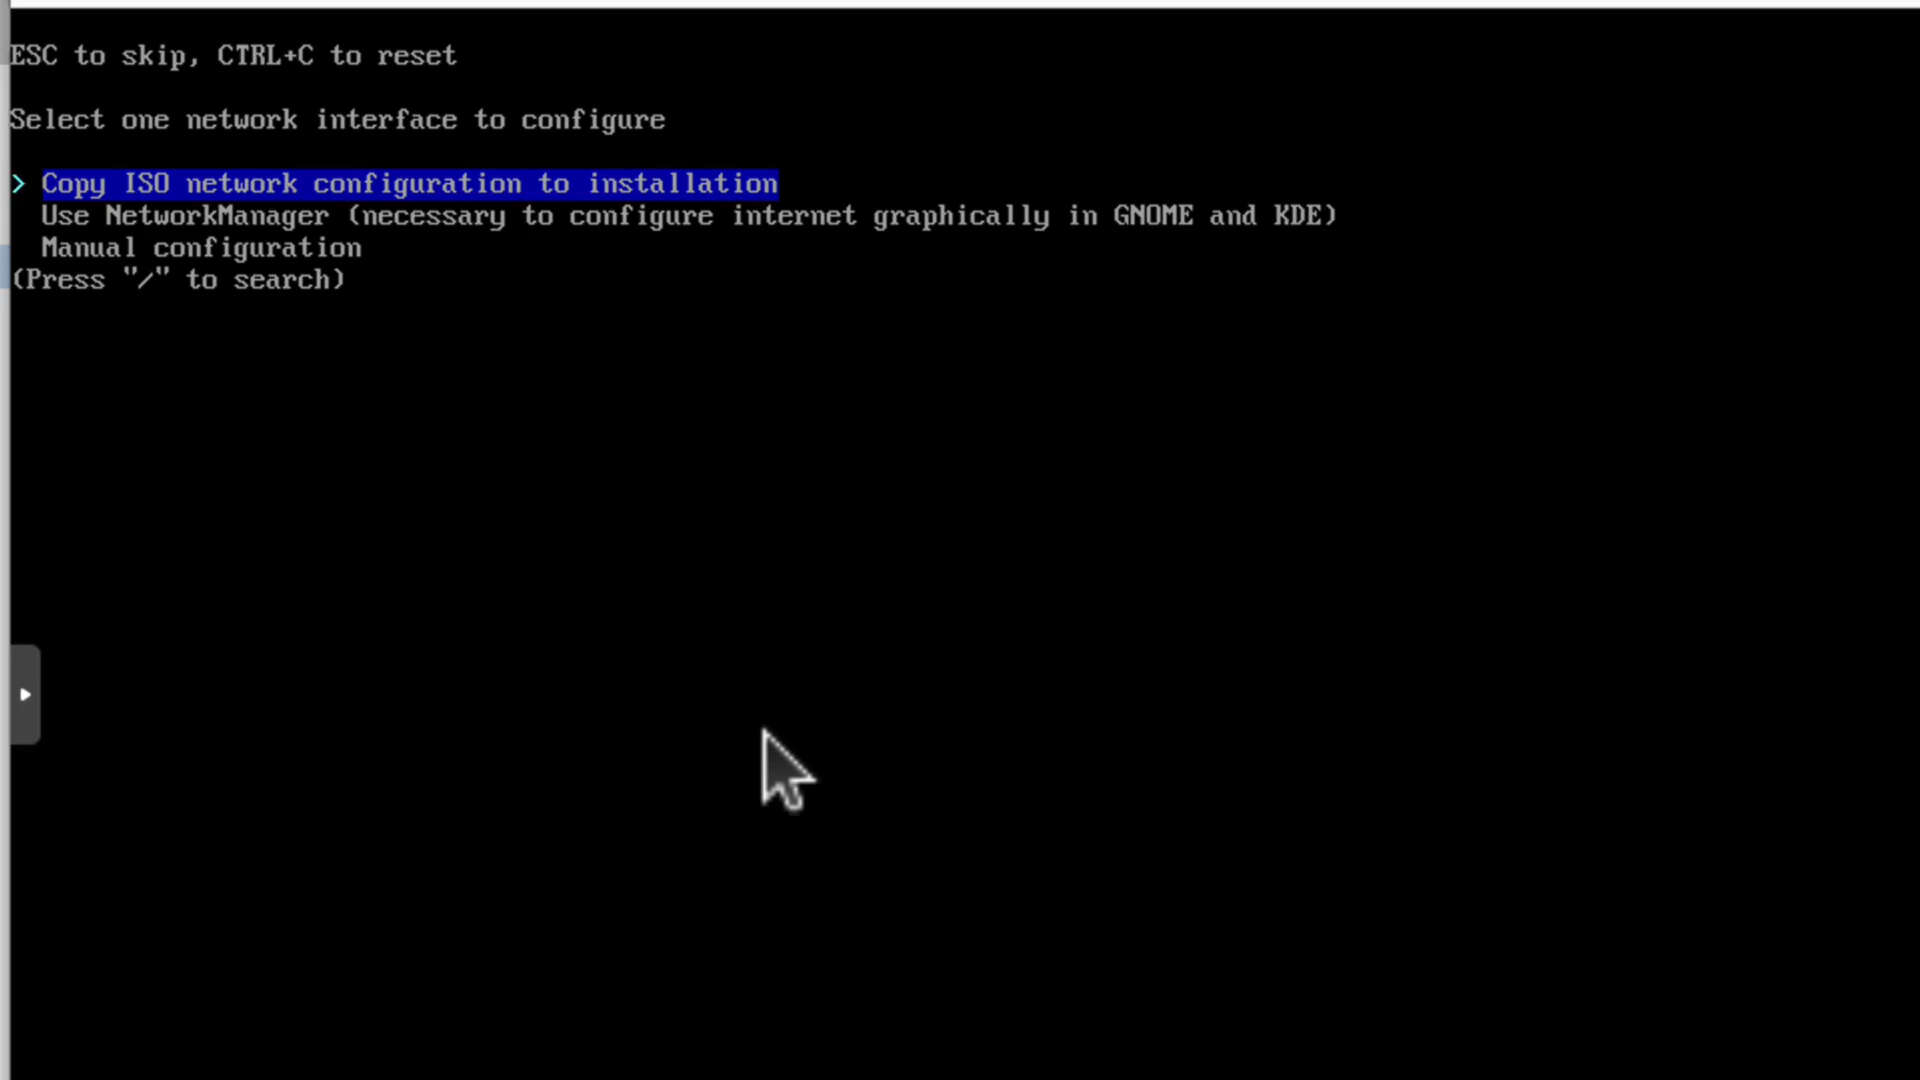 ESC to skip, CTRL+C to reset
Select one network interface to configure
> Copy ISO network configuration to installation
Use NetworkManager (necessary to configure internet graphically in GNOME and KDE)
Manual configuration
(Press "/" to search)